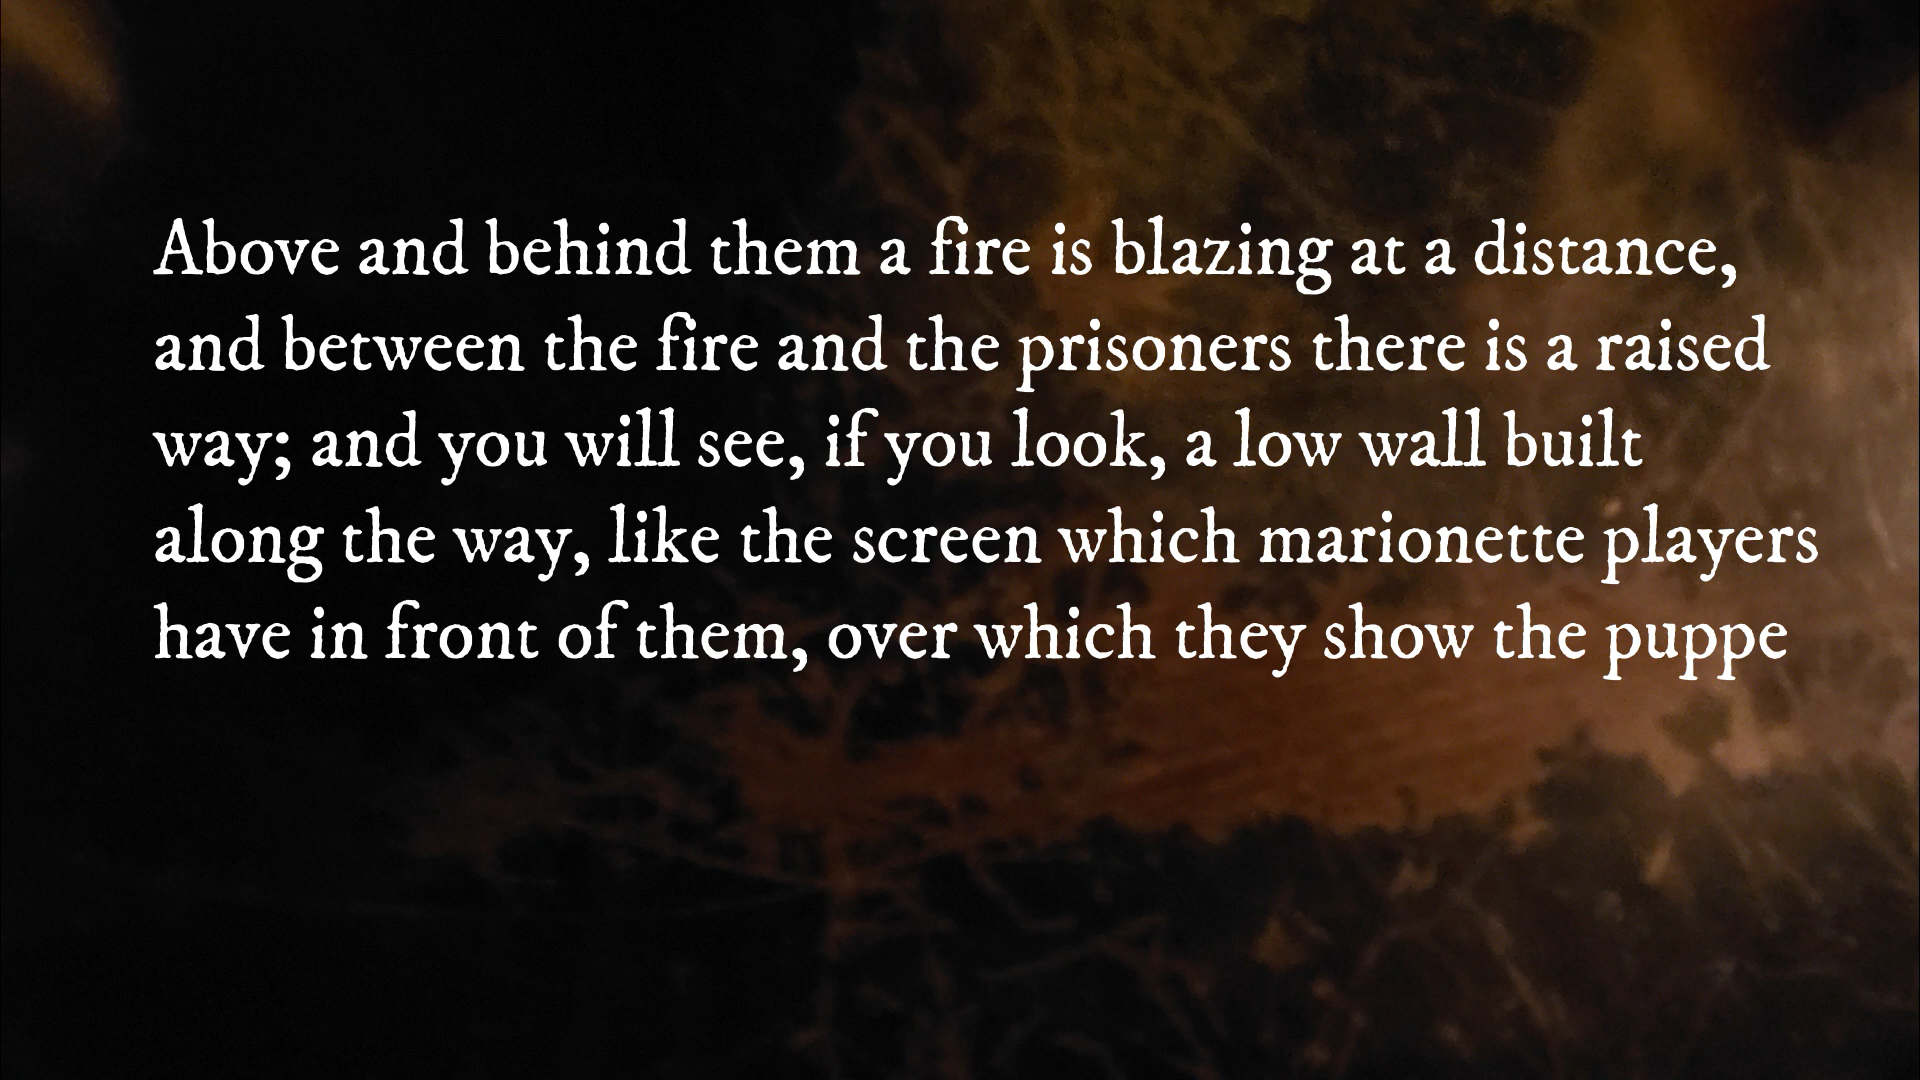 Above and behind them a fire is blazing at a distance,
and between the fire and the prisoners there is a raised
way; and you will see, if you look, a low wall built
along the way, like the screen which marionette players
have in front of them, over which they show the puppe